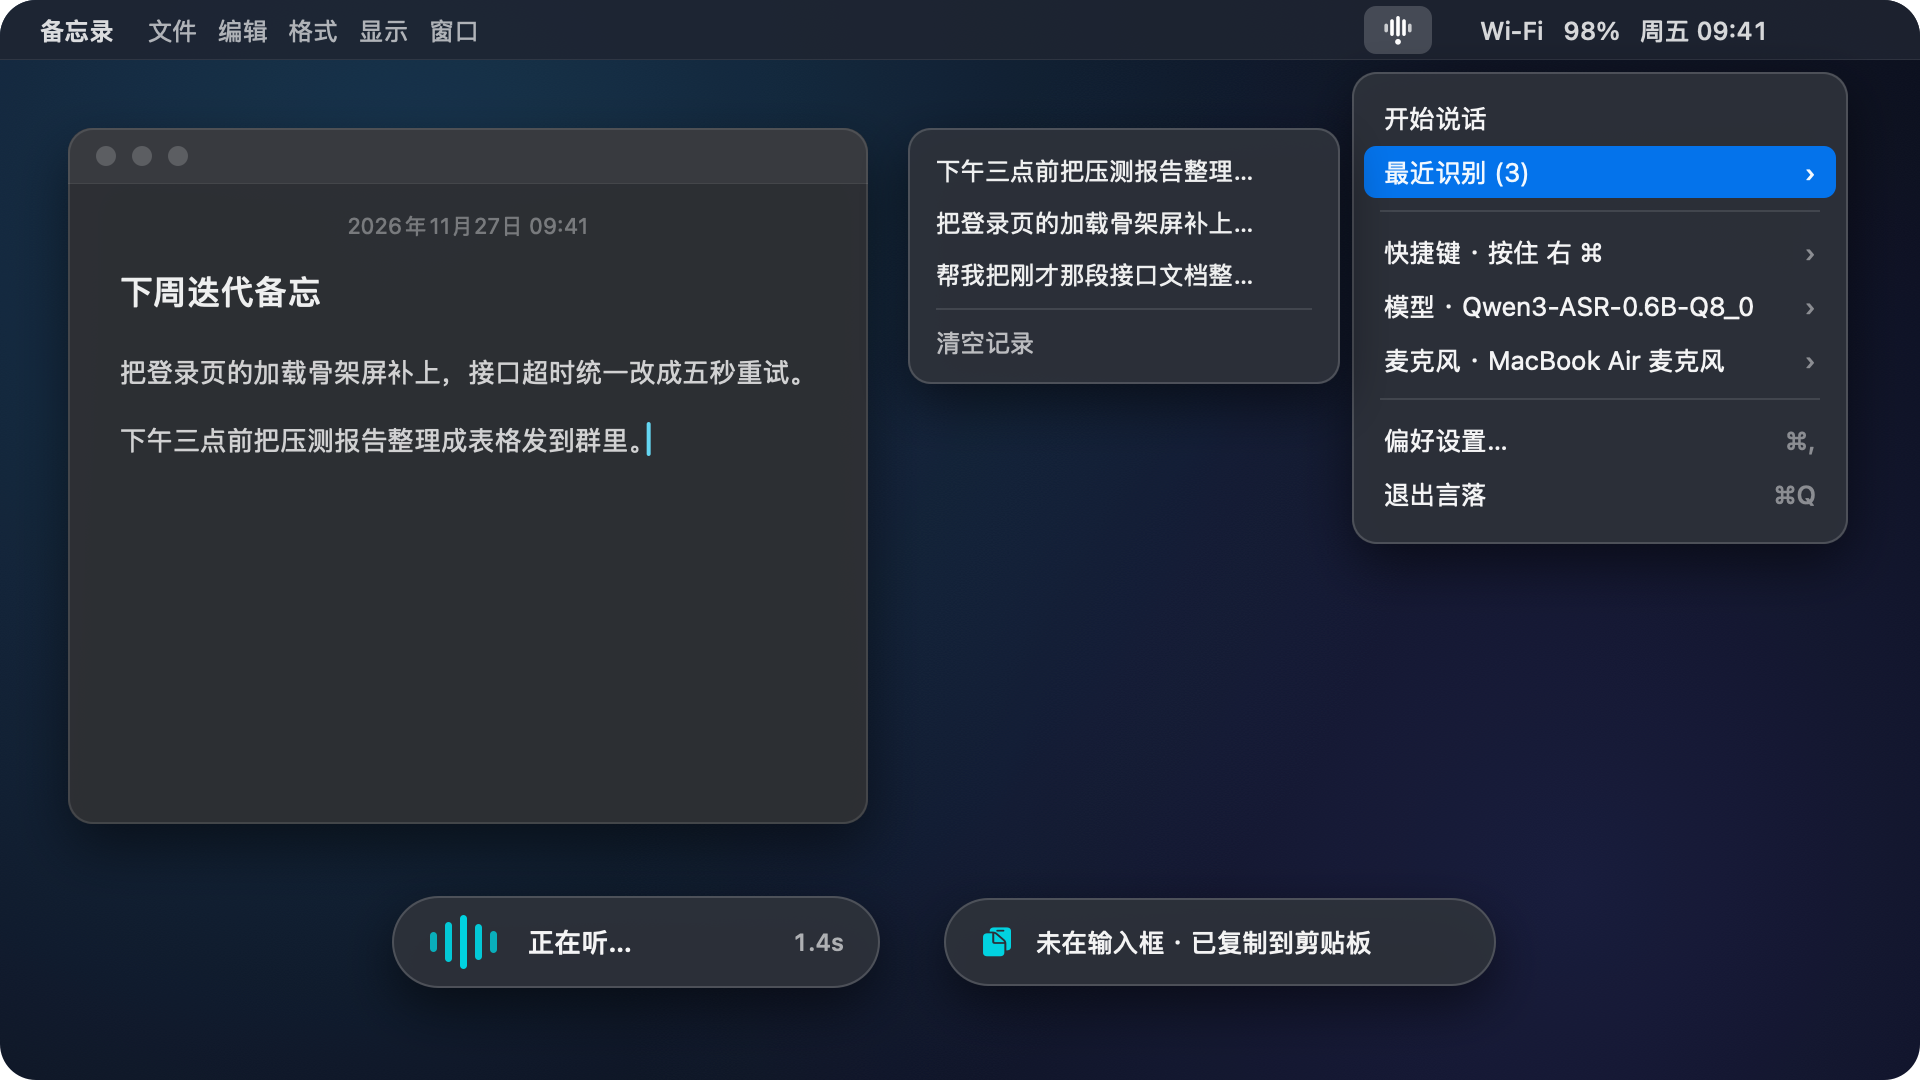 备忘录 文件 编辑 格式 显示 窗口 Wi-Fi 98% 周五 09:41
2026年11月27日 09:41
下周迭代备忘
把登录页的加载骨架屏补上，接口超时统一改成五秒重试。
下午三点前把压测报告整理成表格发到群里。
下午三点前把压测报告整理...
把登录页的加载骨架屏补上...
帮我把刚才那段接口文档整...
清空记录
开始说话
最近识别 (3) ›
快捷键 · 按住 右 ⌘ ›
模型 · Qwen3-ASR-0.6B-Q8_0 ›
麦克风 · MacBook Air 麦克风 ›
偏好设置... ⌘,
退出言落 ⌘Q
正在听... 1.4s
未在输入框 · 已复制到剪贴板